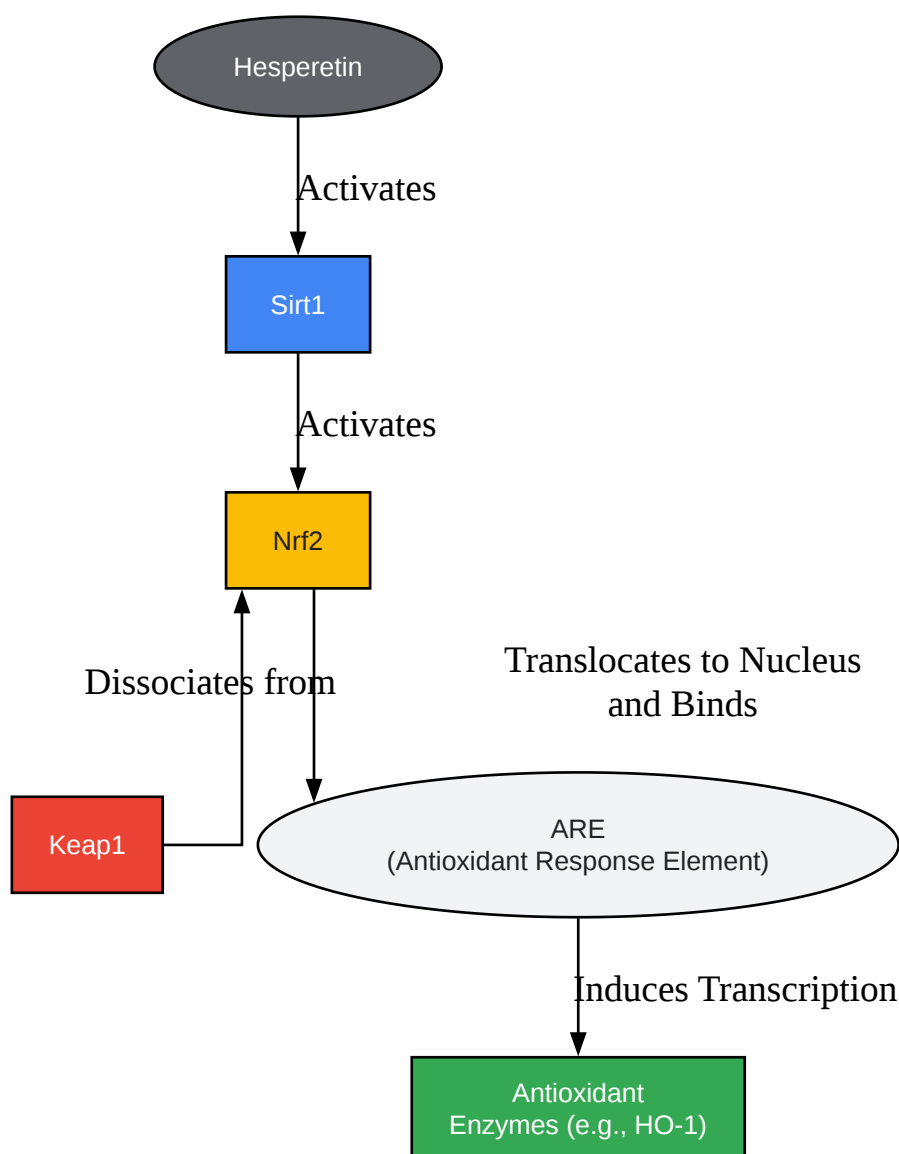 Hesperetin
Activates
Sirt1
Activates
Nrf2
Dissociates from
Translocates to Nucleus
and Binds
Keap1
ARE
(Antioxidant Response Element)
Induces Transcription
Antioxidant
Enzymes (e.g., HO-1)